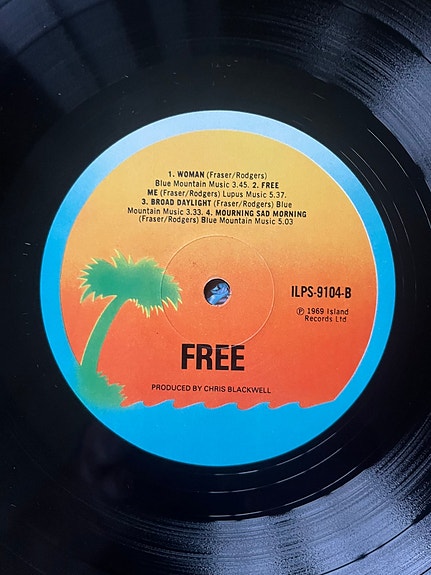 1. WOMAN (Fraser/Rodgers)
Blue Mountain Music 3.45. 2. FREE
ME (Fraser/Rodgers) Lupus Music 5.37.
3. BROAD DAYLIGHT (Fraser/Rodgers) Blue
Mountain Music 3.33. 4. MOURNING SAD MORNING
(Fraser/Rodgers) Blue Mountain Music 5.03
ILPS-9104-B
℗ 1969 Island
Records Ltd.
FREE
PRODUCED BY CHRIS BLACKWELL